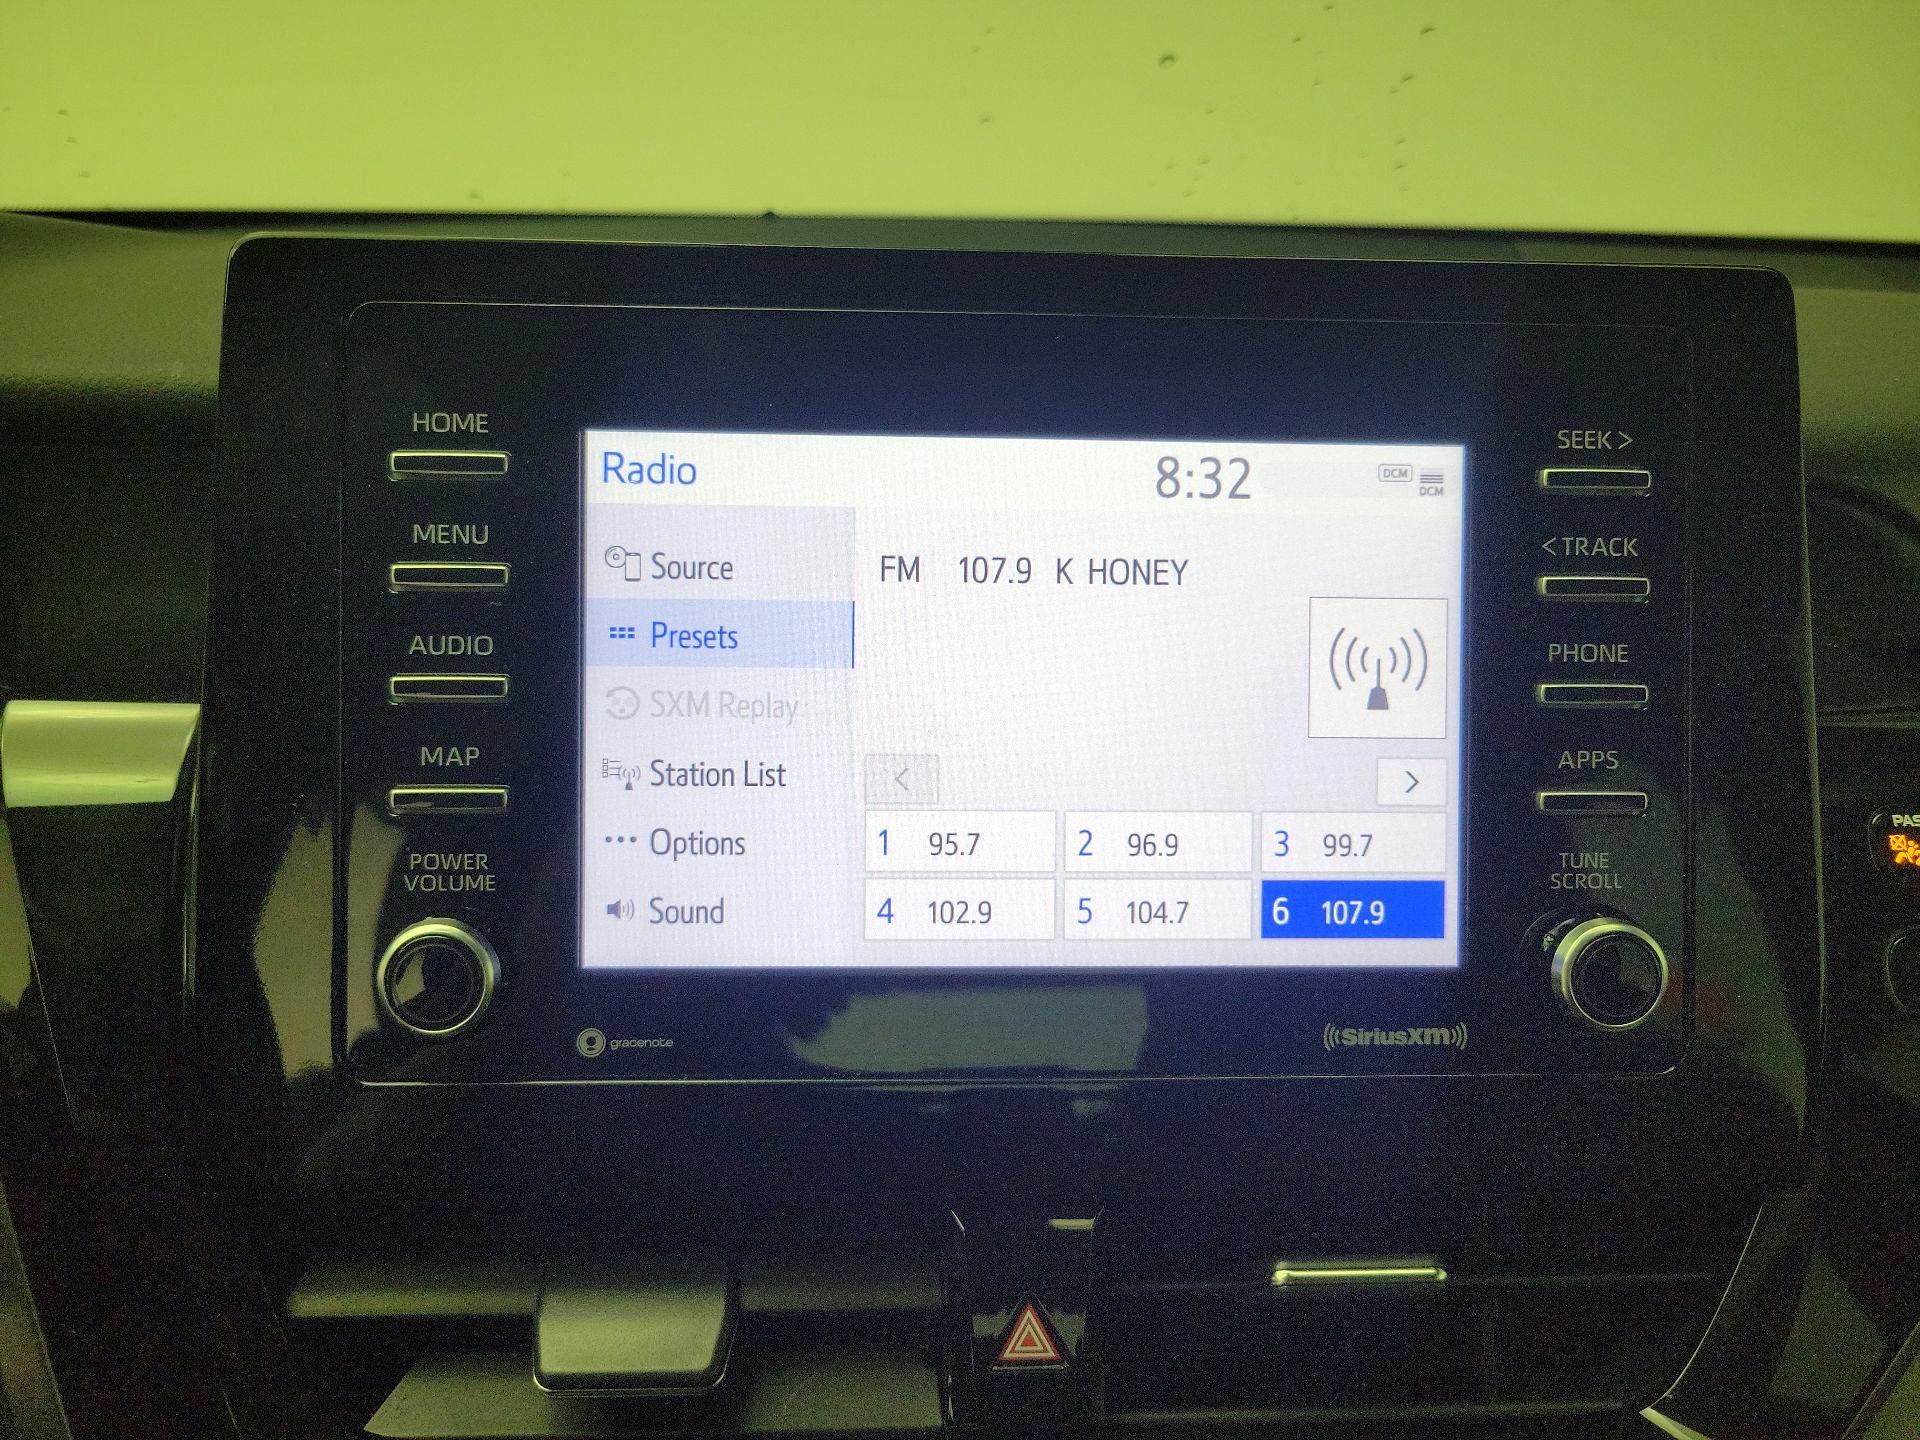 HOME
MENU
AUDIO
MAP
POWER
VOLUME
Radio
8:32
DCM
DCM
Source
Presets
SXM Replay
Station List
Options
Sound
FM 107.9 K HONEY
<
>
1 95.7
2 96.9
3 99.7
4 102.9
5 104.7
6 107.9
SEEK >
< TRACK
PHONE
APPS
TUNE
SCROLL
gracenote
SiriusXM